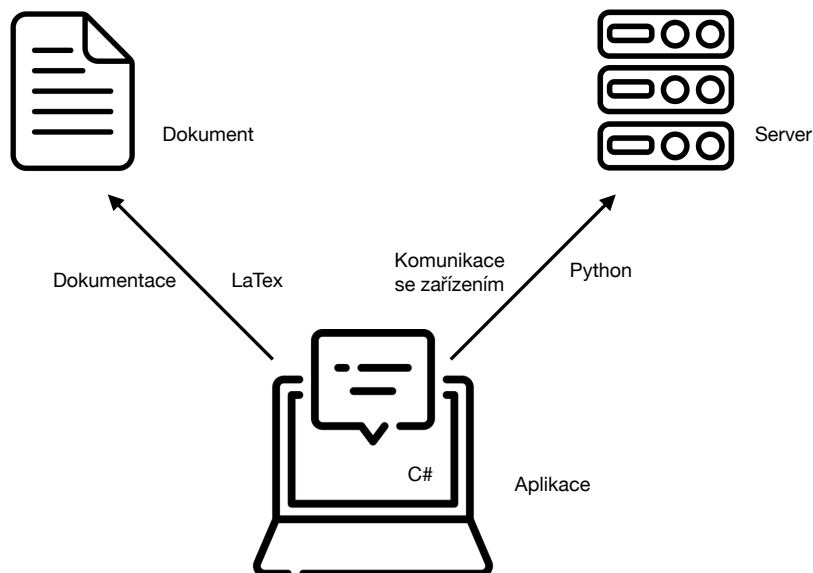 Dokument
Server
Dokumentace
LaTex
Komunikace
se zařízením
Python
C#
Aplikace